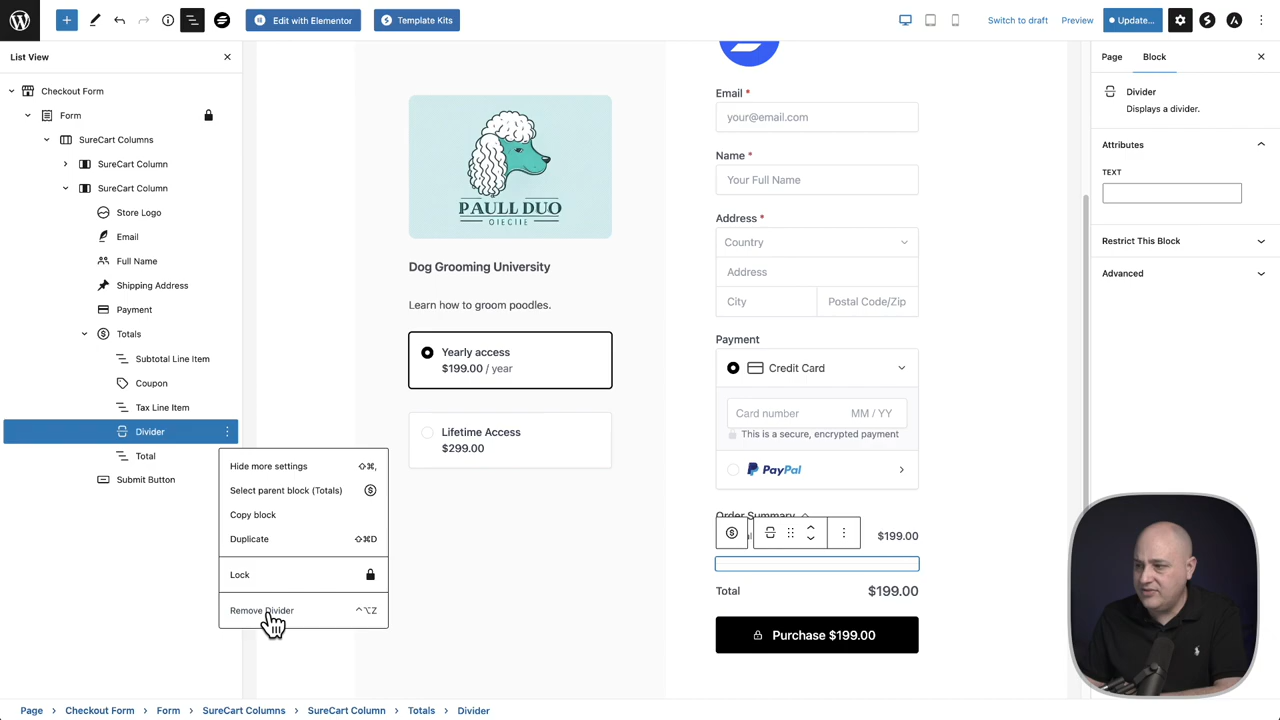 Edit with Elementor
Template Kits
Switch to draft
Preview
Update...
List View
Checkout Form
Form
SureCart Columns
SureCart Column
SureCart Column
Store Logo
Email
Full Name
Shipping Address
Payment
Totals
Subtotal Line Item
Coupon
Tax Line Item
Divider
Total
Submit Button
Hide more settings ⇧⌘,
Select parent block (Totals)
Copy block
Duplicate ⇧⌘D
Lock
Remove Divider ^⌥Z
PAULL DUO
Dog Grooming University
Learn how to groom poodles.
Yearly access
$199.00 / year
Lifetime Access
$299.00
Email *
your@email.com
Name *
Your Full Name
Address *
Country
Address
City
Postal Code/Zip
Payment
Credit Card
Card number MM / YY
This is a secure, encrypted payment
PayPal
Order Summary
$199.00
Total $199.00
Purchase $199.00
Page Block
Divider
Displays a divider.
Attributes
TEXT
Restrict This Block
Advanced
Page > Checkout Form > Form > SureCart Columns > SureCart Column > Totals > Divider